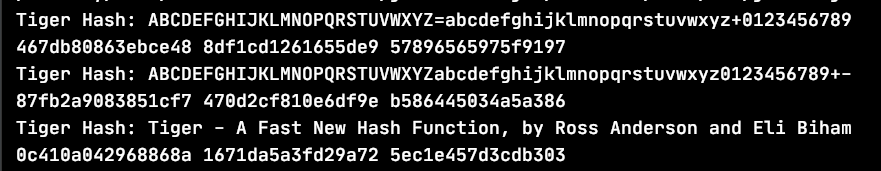 Tiger Hash: ABCDEFGHIJKLMNOPQRSTUVWXYZ=abcdefghijklmnopqrstuvwxyz+0123456789
467db80863ebce48 8df1cd1261655de9 57896565975f9197
Tiger Hash: ABCDEFGHIJKLMNOPQRSTUVWXYZabcdefghijklmnopqrstuvwxyz0123456789+-
87fb2a9083851cf7 470d2cf810e6df9e b586445034a5a386
Tiger Hash: Tiger - A Fast New Hash Function, by Ross Anderson and Eli Biham
0c410a042968868a 1671da5a3fd29a72 5ec1e457d3cdb303